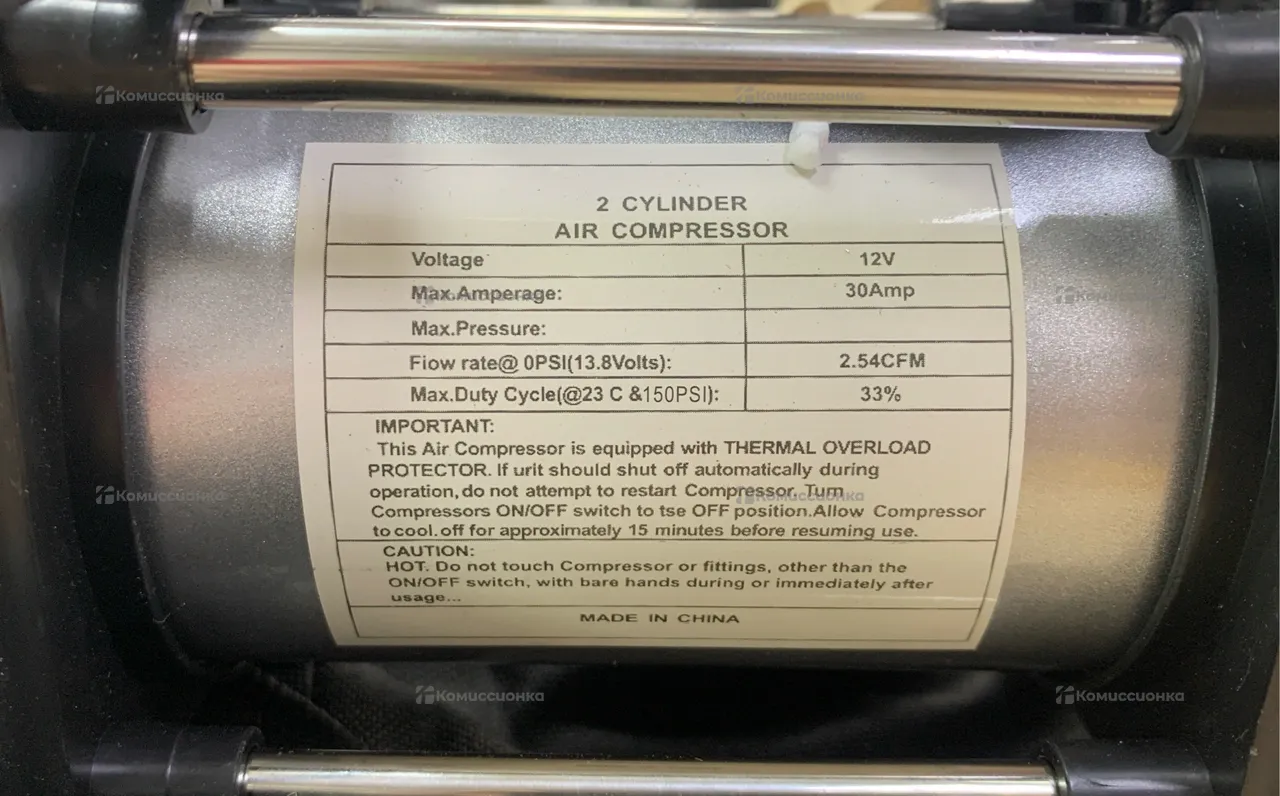 2 CYLINDER
AIR COMPRESSOR
Voltage 12V
Max.Amperage: 30Amp
Max.Pressure:
Fiow rate@ 0PSI(13.8Volts): 2.54CFM
Max.Duty Cycle(@23 C &150PSI): 33%
IMPORTANT:
This Air Compressor is equipped with THERMAL OVERLOAD
PROTECTOR. If urit should shut off automatically during
operation,do not attempt to restart Compressor. Tum
Compressors ON/OFF switch to tse OFF position.Allow Compressor
to cool.off for approximately 15 minutes before resuming use.
CAUTION:
HOT. Do not touch Compressor or fittings, other than the
ON/OFF switch, with bare hands during or immediately after
usage...
MADE IN CHINA
Комиссионка
Комиссионка
Комиссионка
Комиссионка
Комиссионка
Комиссионка
Комиссионка
Комиссионка